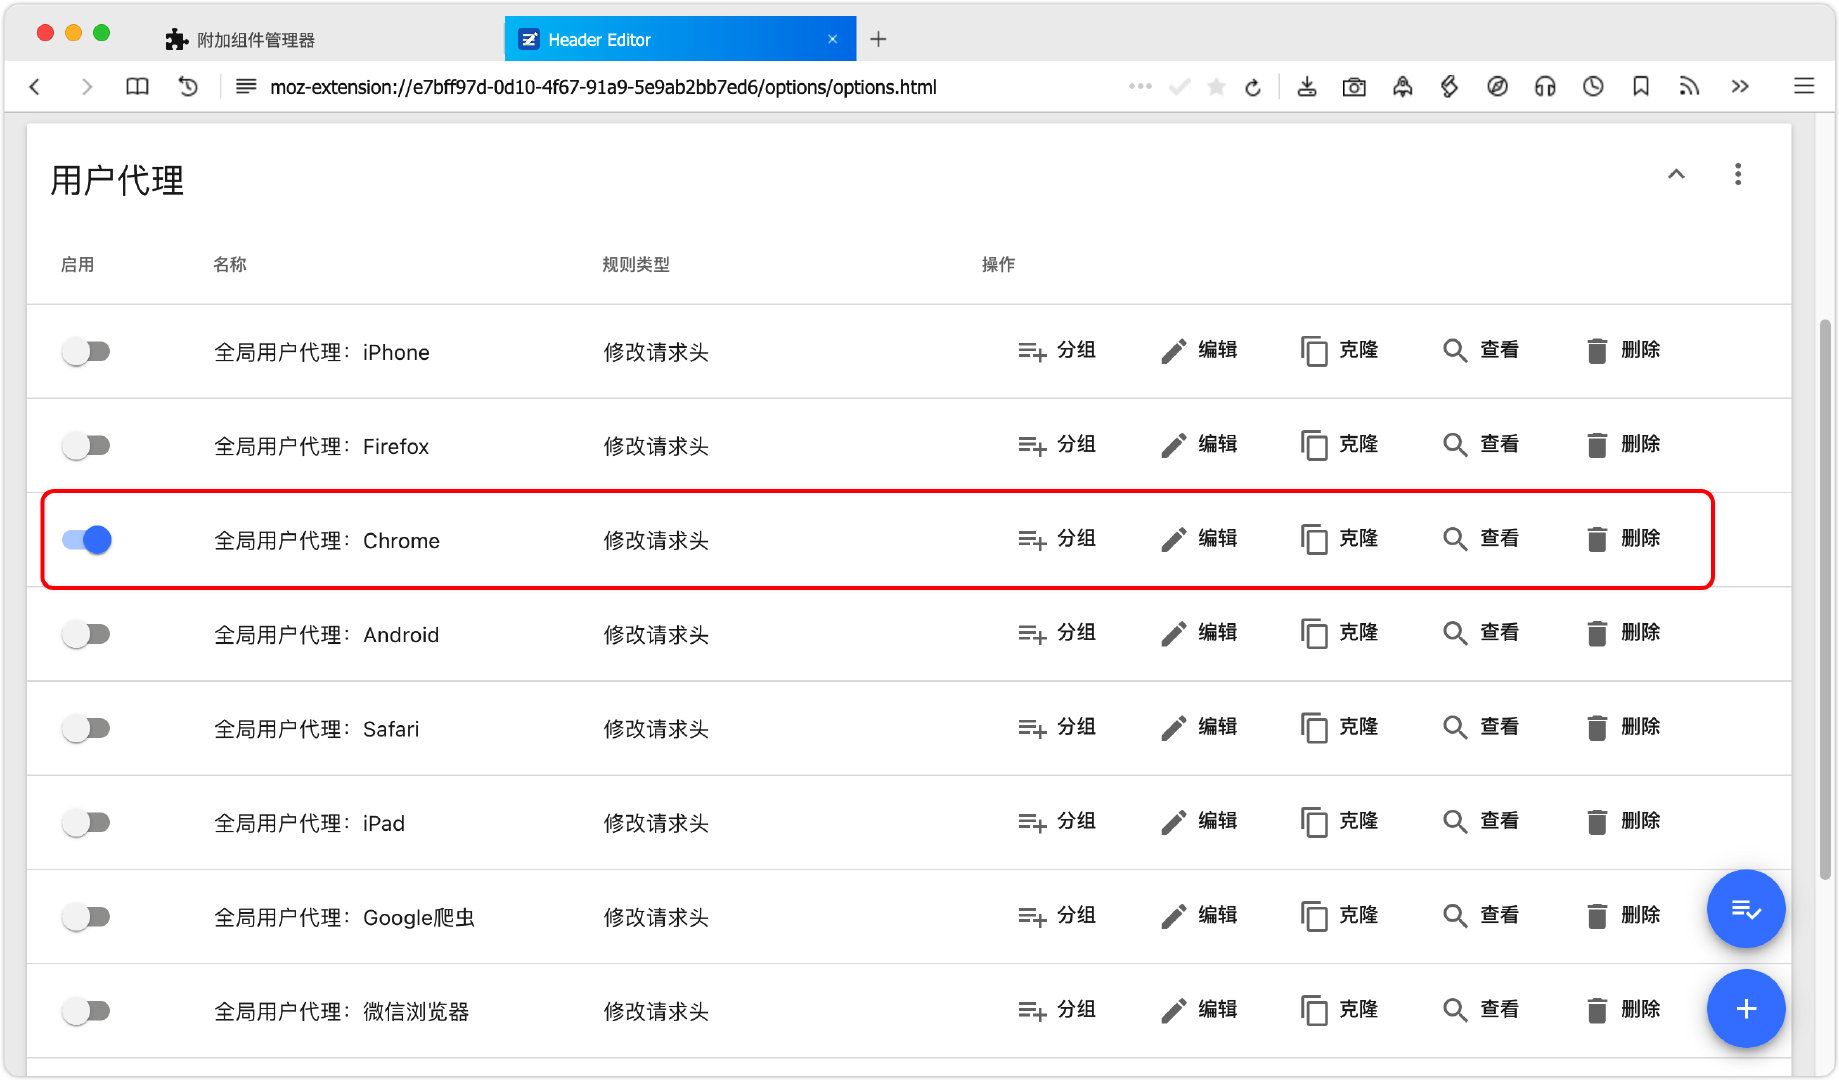 附加组件管理器
Header Editor
moz-extension://e7bff97d-0d10-4f67-91a9-5e9ab2bb7ed6/options/options.html
用户代理
启用 名称 规则类型 操作
全局用户代理：iPhone 修改请求头 分组 编辑 克隆 查看 删除
全局用户代理：Firefox 修改请求头 分组 编辑 克隆 查看 删除
全局用户代理：Chrome 修改请求头 分组 编辑 克隆 查看 删除
全局用户代理：Android 修改请求头 分组 编辑 克隆 查看 删除
全局用户代理：Safari 修改请求头 分组 编辑 克隆 查看 删除
全局用户代理：iPad 修改请求头 分组 编辑 克隆 查看 删除
全局用户代理：Google爬虫 修改请求头 分组 编辑 克隆 查看 删除
全局用户代理：微信浏览器 修改请求头 分组 编辑 克隆 查看 删除